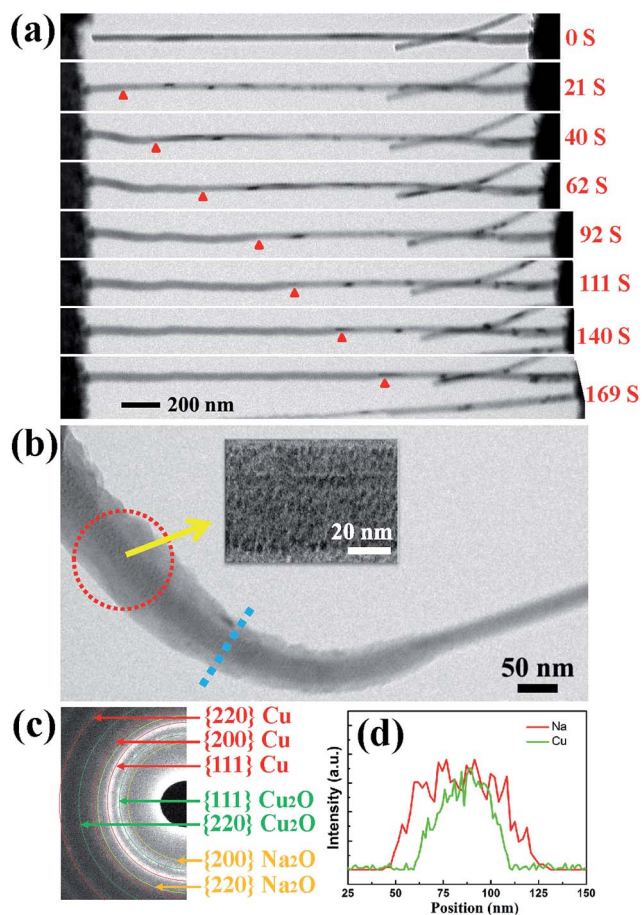 (a)
0 S
21 S
40 S
62 S
92 S
111 S
140 S
169 S
200 nm
(b)
20 nm
50 nm
(c)
{220} Cu
{200} Cu
{111} Cu
{111} Cu₂O
{220} Cu₂O
{200} Na₂O
{220} Na₂O
(d)
Na
Cu
Intensity (a.u.)
25 50 75 100 125 150
Position (nm)